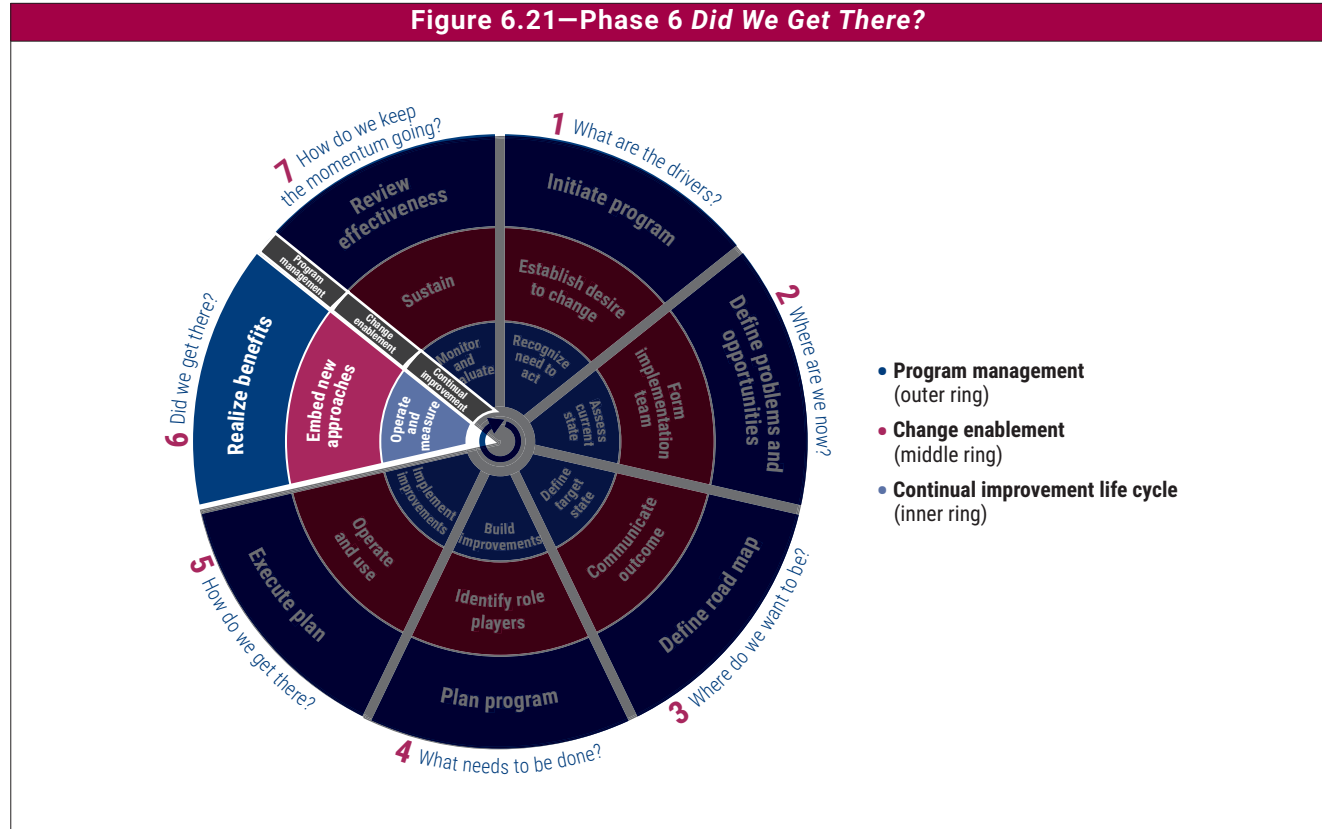 Figure 6.21—Phase 6 Did We Get There?
7 How do we keep
the momentum going?
1 What are the drivers?
Review
effectiveness
Initiate program
Program
management
Sustain
Establish desire
to change
2 Where are we now?
Define problems and
opportunities
6 Did we get there?
Realize benefits
Change
enablement
Embed new
approaches
Continual
improvement
Monitor
and
evaluate
Recognize
need to
act
Form
implementation
team
Operate
and
measure
Assess
current
state
Implement
improvements
Define
target
state
Build
improvements
Operate
and use
Communicate
outcome
Identify role
players
5 How do we get there?
Execute plan
Define road map
3 Where do we want to be?
Plan program
4 What needs to be done?
• Program management
(outer ring)
• Change enablement
(middle ring)
• Continual improvement life cycle
(inner ring)